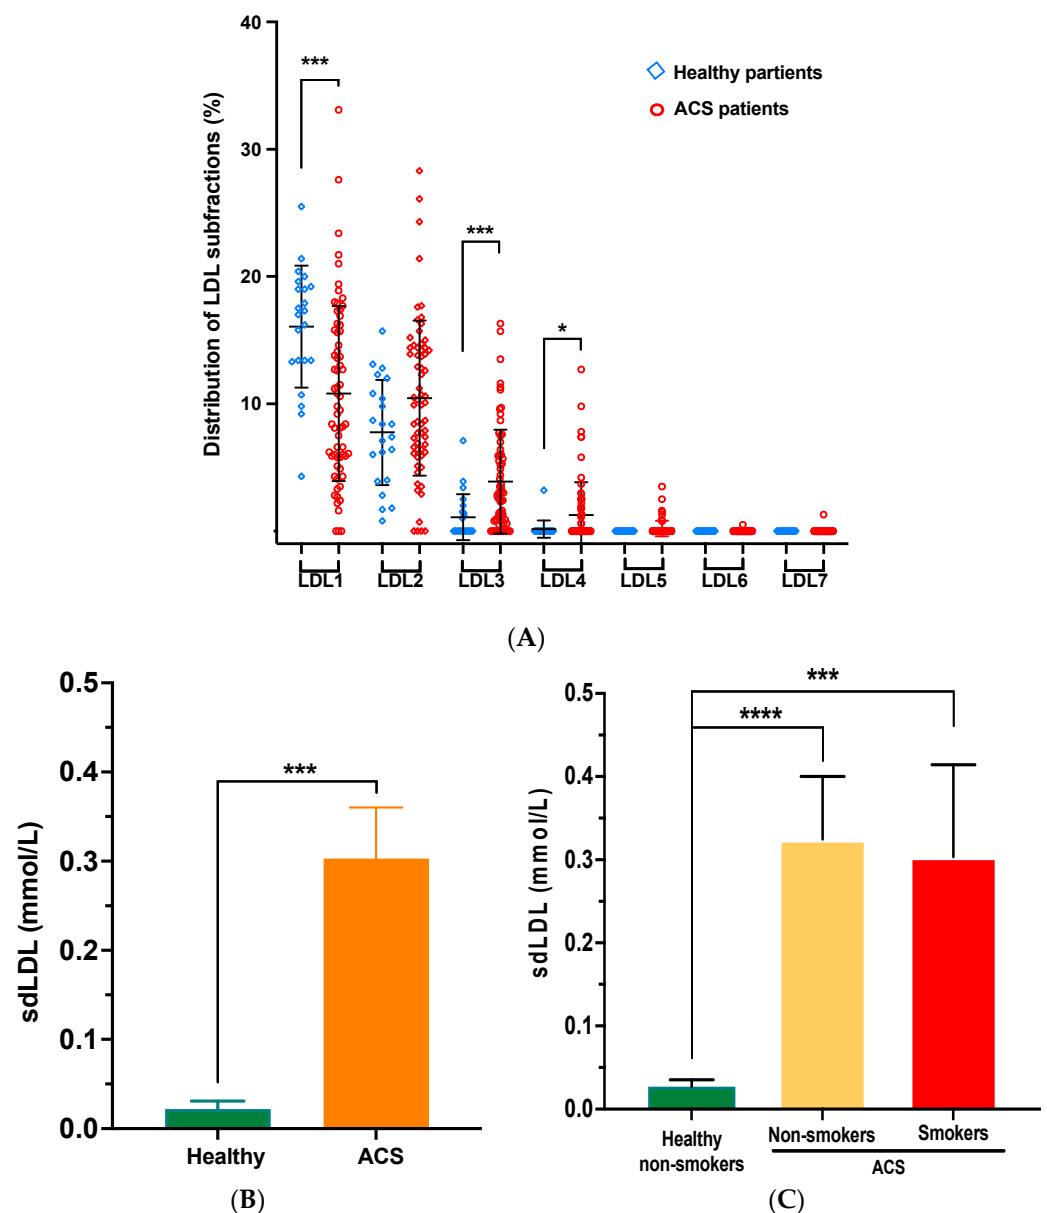 40
***
Healthy partients
ACS patients
30
Distribution of LDL subfractions (%)
***
20
*
10
LDL1 LDL2 LDL3 LDL4 LDL5 LDL6 LDL7
(A)
0.5
***
0.4
sdLDL (mmol/L)
0.3
0.2
0.1
0.0
Healthy ACS
(B)
***
0.5
****
0.4
sdLDL (mmol/L)
0.3
0.2
0.1
0.0
Healthy
non-smokers
Non-smokers Smokers
ACS
(C)